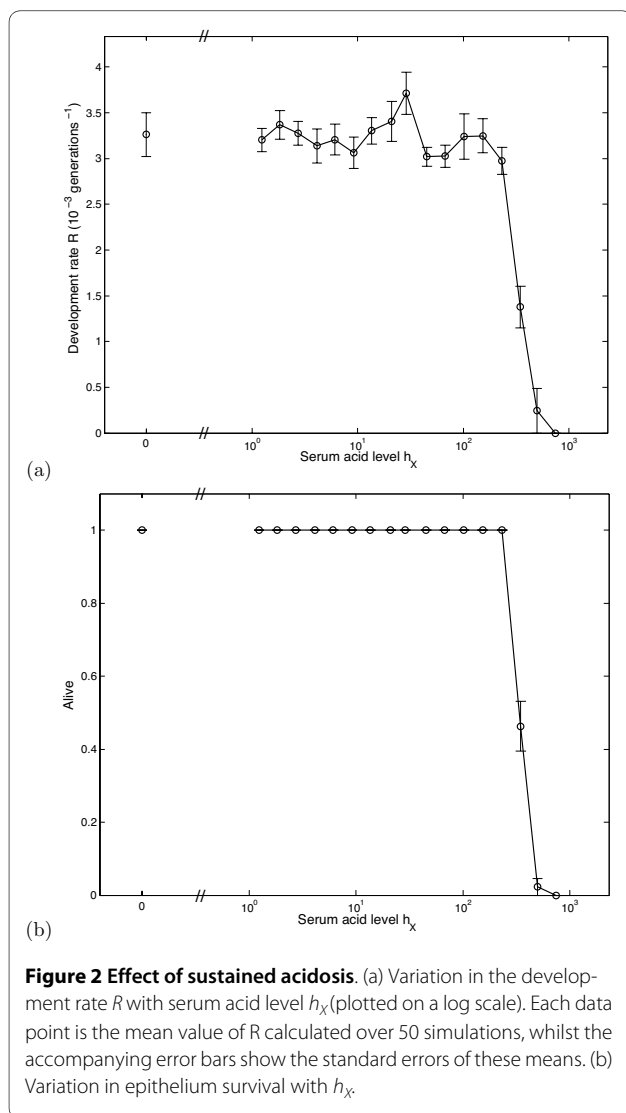 4
3.5
3
2.5
2
1.5
1
0.5
0
Development rate R (10⁻³ generations ⁻¹)
0 // 10⁰ 10¹ 10² 10³
Serum acid level h_X
(a)
1
0.8
0.6
0.4
0.2
0
Alive
0 // 10⁰ 10¹ 10² 10³
Serum acid level h_X
(b)
Figure 2 Effect of sustained acidosis. (a) Variation in the develop-
ment rate R with serum acid level h_X (plotted on a log scale). Each data
point is the mean value of R calculated over 50 simulations, whilst the
accompanying error bars show the standard errors of these means. (b)
Variation in epithelium survival with h_X.